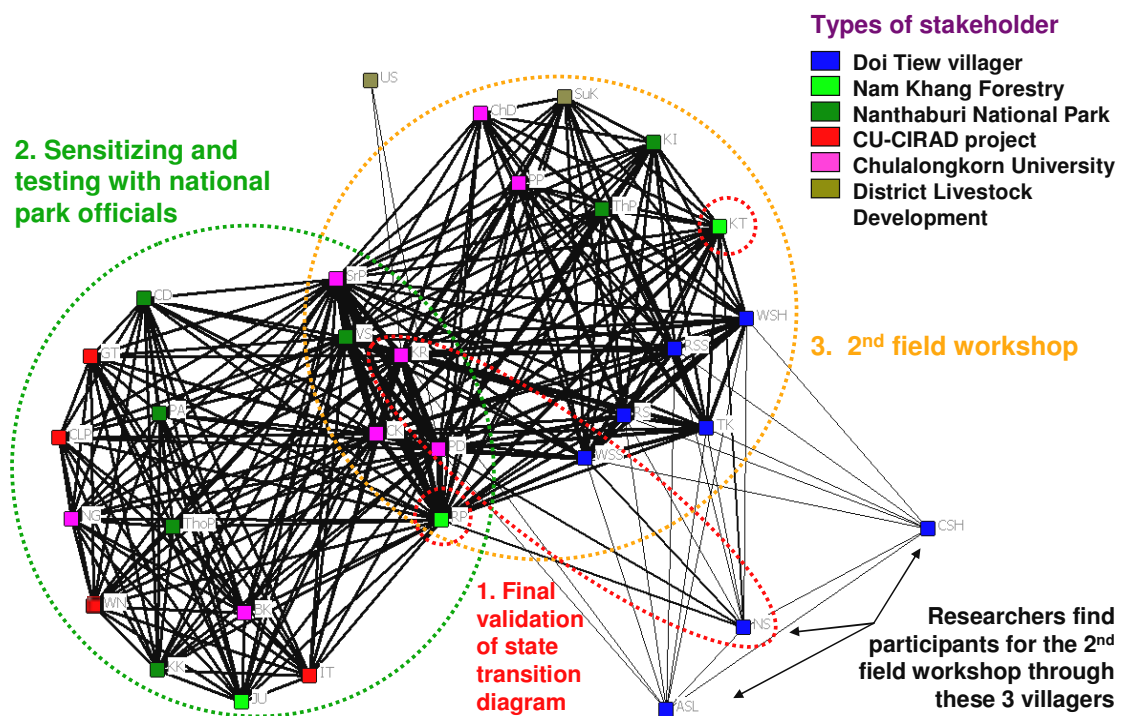 Types of stakeholder
Doi Tiew villager
Nam Khang Forestry
Nanthaburi National Park
CU-CIRAD project
Chulalongkorn University
District Livestock
Development
2. Sensitizing and
testing with national
park officials
3. 2nd field workshop
1. Final
validation
of state
transition
diagram
Researchers find
participants for the 2nd
field workshop through
these 3 villagers
US
SuK
ChD
KI
PP
ThP
KT
SrP
CD
WSH
VS
RSS
KR
GT
PA
RS
TK
CLP
CK
PD
WSS
NG
ThoP
RP
CSH
WN
BK
NS
KK
IT
JU
ASL